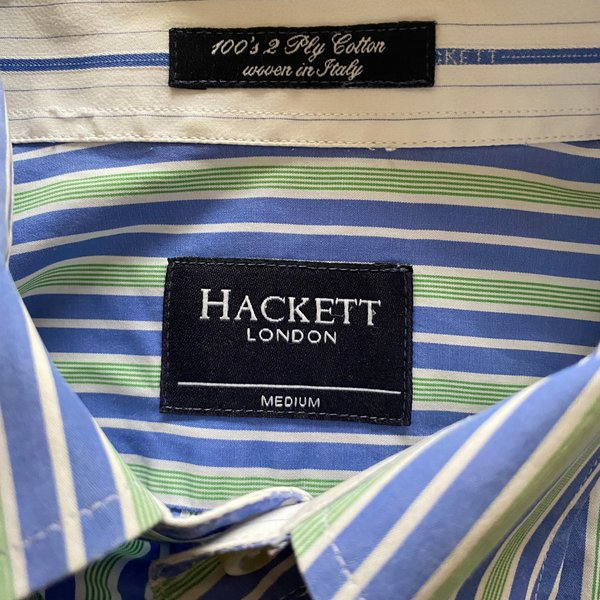 100's 2 Ply Cotton
woven in Italy
HACKETT
LONDON
MEDIUM